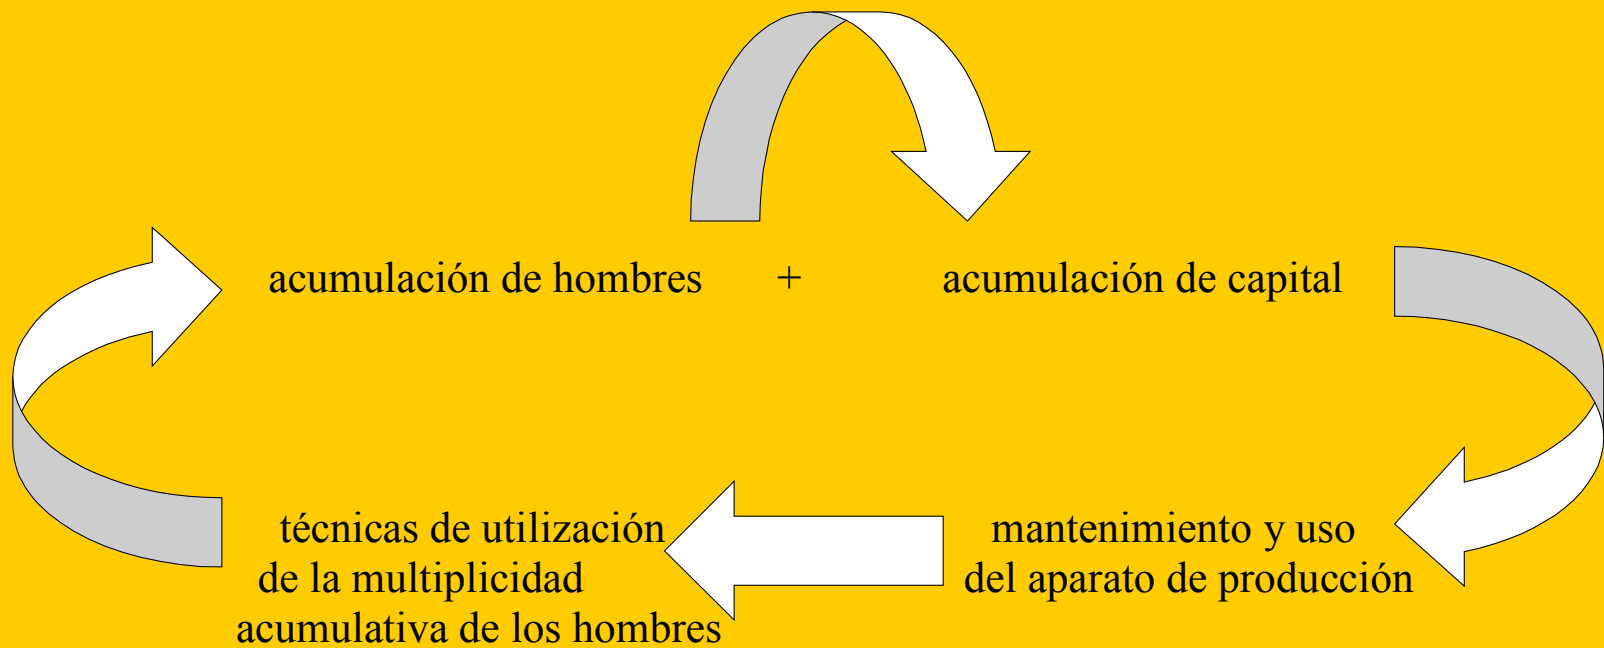 acumulación de hombres + acumulación de capital
técnicas de utilización
de la multiplicidad
acumulativa de los hombres
mantenimiento y uso
del aparato de producción